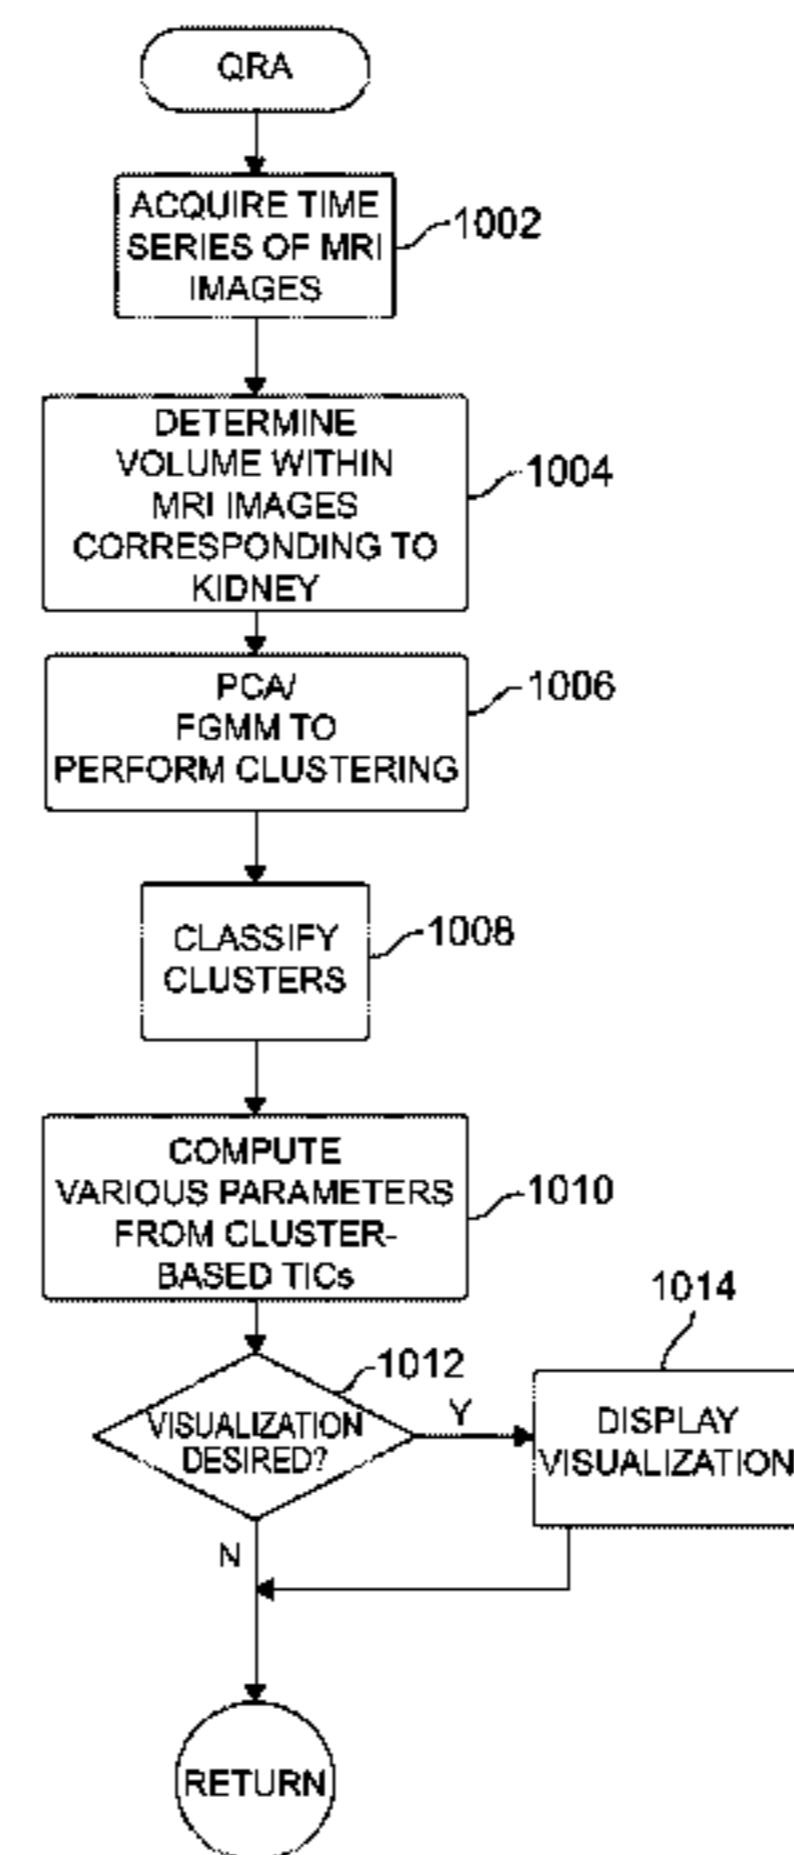 QRA
ACQUIRE TIME
SERIES OF MRI
IMAGES
1002
DETERMINE
VOLUME WITHIN
MRI IMAGES
CORRESPONDING TO
KIDNEY
1004
PCA/
FGMM TO
PERFORM CLUSTERING
1006
CLASSIFY
CLUSTERS
1008
COMPUTE
VARIOUS PARAMETERS
FROM CLUSTER-
BASED TICs
1010
VISUALIZATION
DESIRED?
1012
Y
DISPLAY
VISUALIZATION
1014
N
RETURN